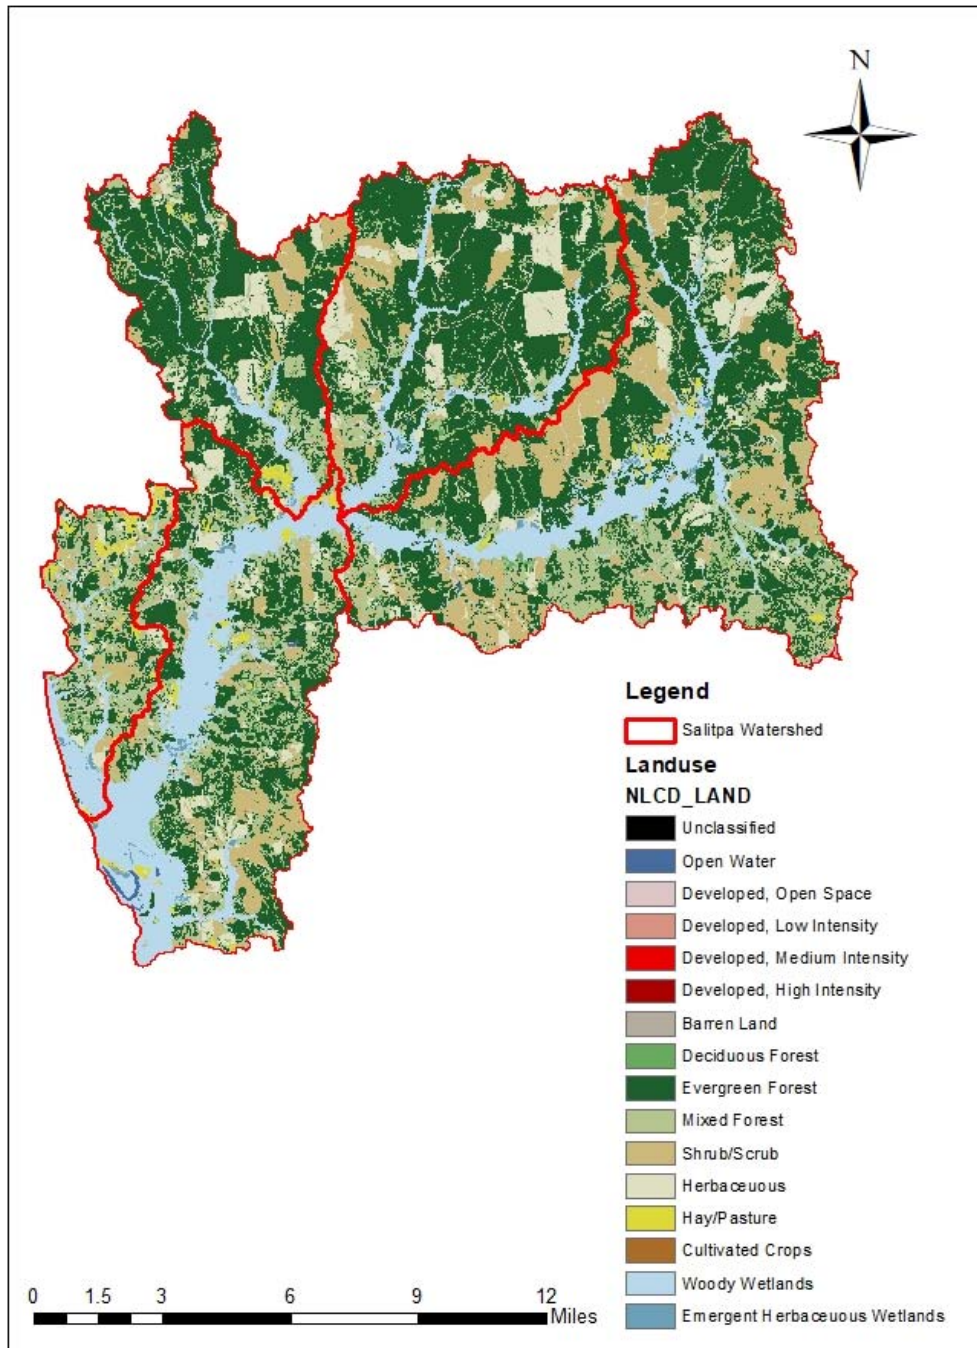 N
Legend
Salitpa Watershed
Landuse
NLCD_LAND
Unclassified
Open Water
Developed, Open Space
Developed, Low Intensity
Developed, Medium Intensity
Developed, High Intensity
Barren Land
Deciduous Forest
Evergreen Forest
Mixed Forest
Shrub/Scrub
Herbaceuous
Hay/Pasture
Cultivated Crops
Woody Wetlands
Emergent Herbaceuous Wetlands
0 1.5 3 6 9 12
Miles